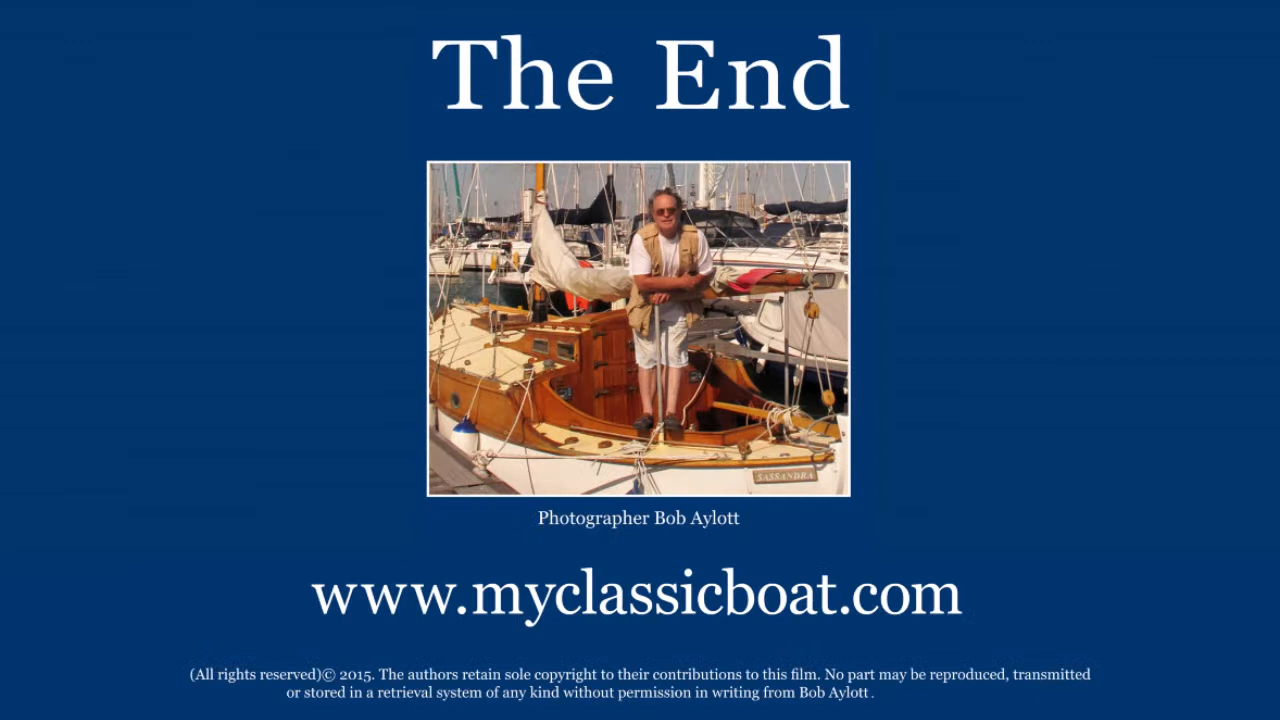 The End
SASSANDRA
Photographer Bob Aylott
www.myclassicboat.com
(All rights reserved)© 2015. The authors retain sole copyright to their contributions to this film. No part may be reproduced, transmitted
or stored in a retrieval system of any kind without permission in writing from Bob Aylott .